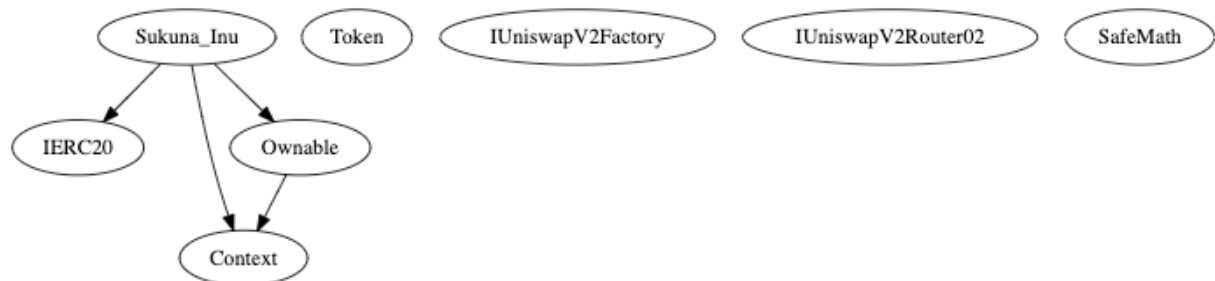 Sukuna_Inu
Token
IUniswapV2Factory
IUniswapV2Router02
SafeMath
IERC20
Ownable
Context